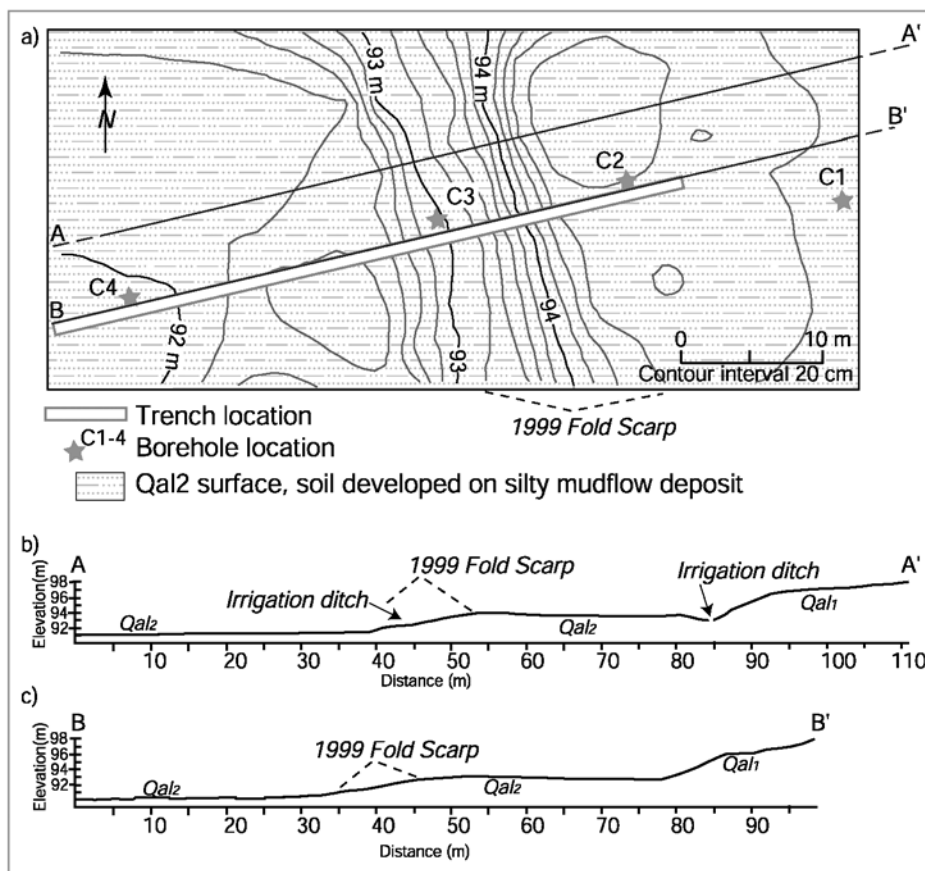 a)
A'
93 m
94 m
B'
N
C2
C1
C3
A
C4
B
92 m
93
94
0 10 m
Contour interval 20 cm
1999 Fold Scarp
Trench location
C1-4 Borehole location
Qal2 surface, soil developed on silty mudflow deposit
b)
A A'
1999 Fold Scarp
Irrigation ditch
Irrigation ditch
Elevation(m)
98
96
94
92
Qal2
Qal2
Qal1
10 20 30 40 50 60 70 80 90 100 110
Distance (m)
c)
B B'
1999 Fold Scarp
Elevation(m)
98
96
94
92
Qal2
Qal2
Qal1
10 20 30 40 50 60 70 80 85 90
Distance (m)